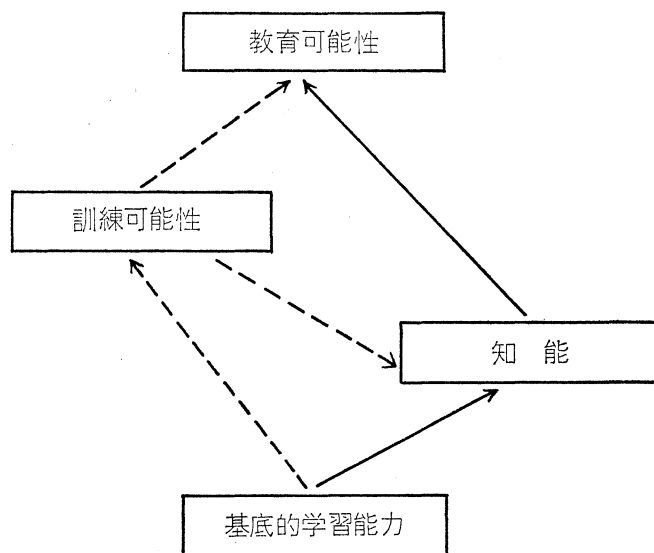 教育可能性
訓練可能性
知 能
基底的学習能力